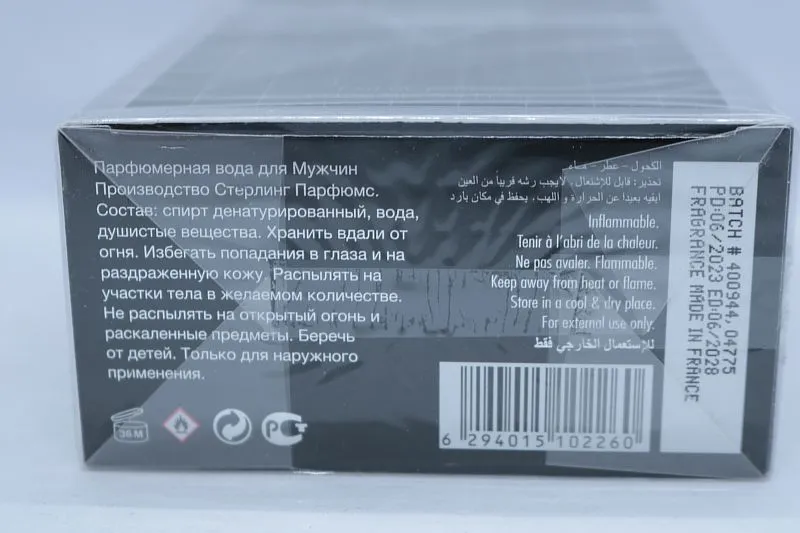 Парфюмерная вода для Мужчин
Производство Стерлинг Парфюмс.
Состав: спирт денатурированный, вода,
душистые вещества. Хранить вдали от
огня. Избегать попадания в глаза и на
раздраженную кожу. Распылять на
участки тела в желаемом количестве.
Не распылять на открытый огонь и
раскаленные предметы. Беречь
от детей. Только для наружного
применения.
36 M
РСТ
الكحول - عطر - مـاء
تحذير: قابل للإشتعال، لايجب رشه قريباً من العين
ابقيه بعيدا عن الحرارة و اللهب، يحفظ في مكان بارد
Inflammable.
Tenir à l'abri de la chaleur.
Ne pas avaler. Flammable.
Keep away from heat or flame.
Store in a cool & dry place.
For external use only.
للإستعمال الخارجي فقط
6 294015 102260
BATCH # 400944, 04775
PD:06/2023 ED:06/2028
FRAGRANCE MADE IN FRANCE